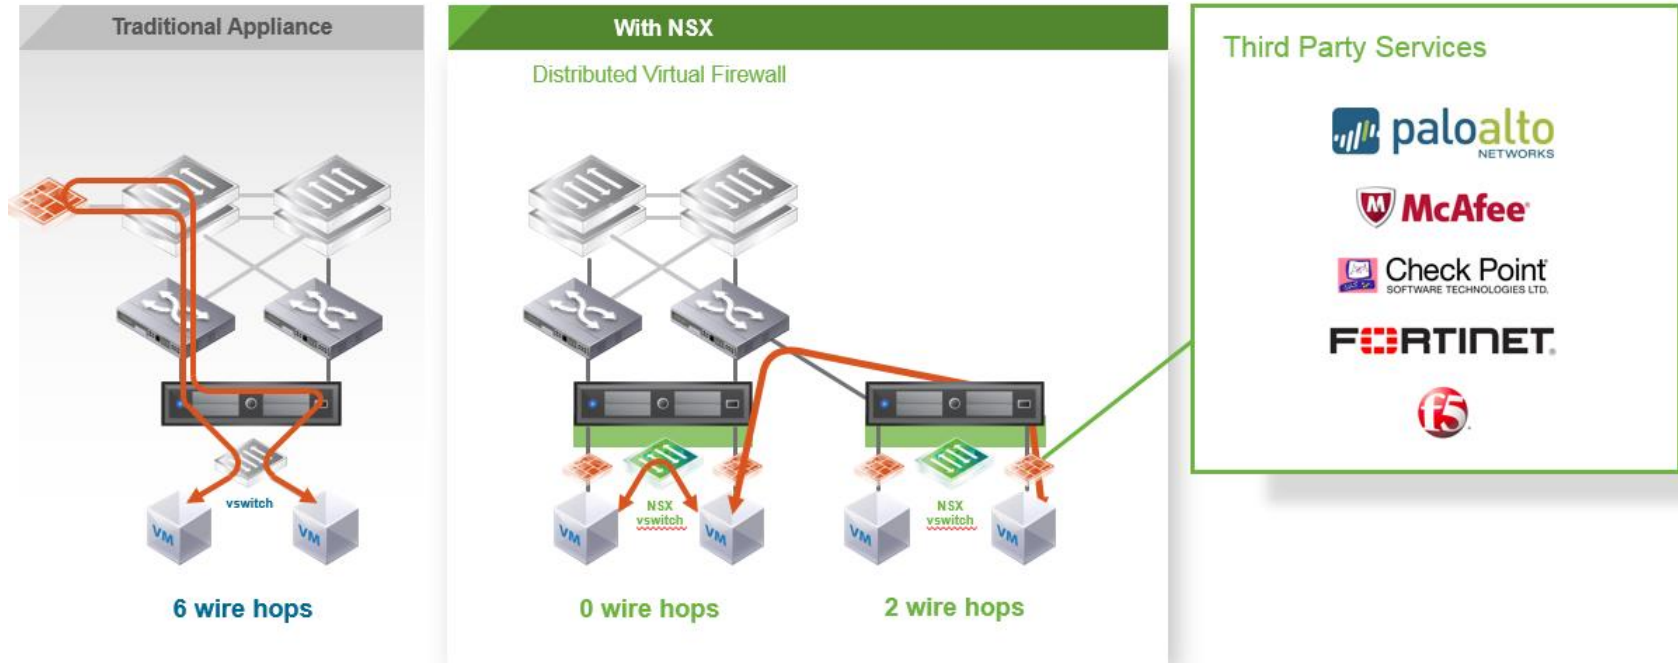 Traditional Appliance
With NSX
Distributed Virtual Firewall
Third Party Services
paloalto
NETWORKS
McAfee
Check Point
SOFTWARE TECHNOLOGIES LTD.
FORTINET
f5
vswitch
NSX
vswitch
NSX
vswitch
VM
VM
VM
VM
VM
VM
6 wire hops
0 wire hops
2 wire hops